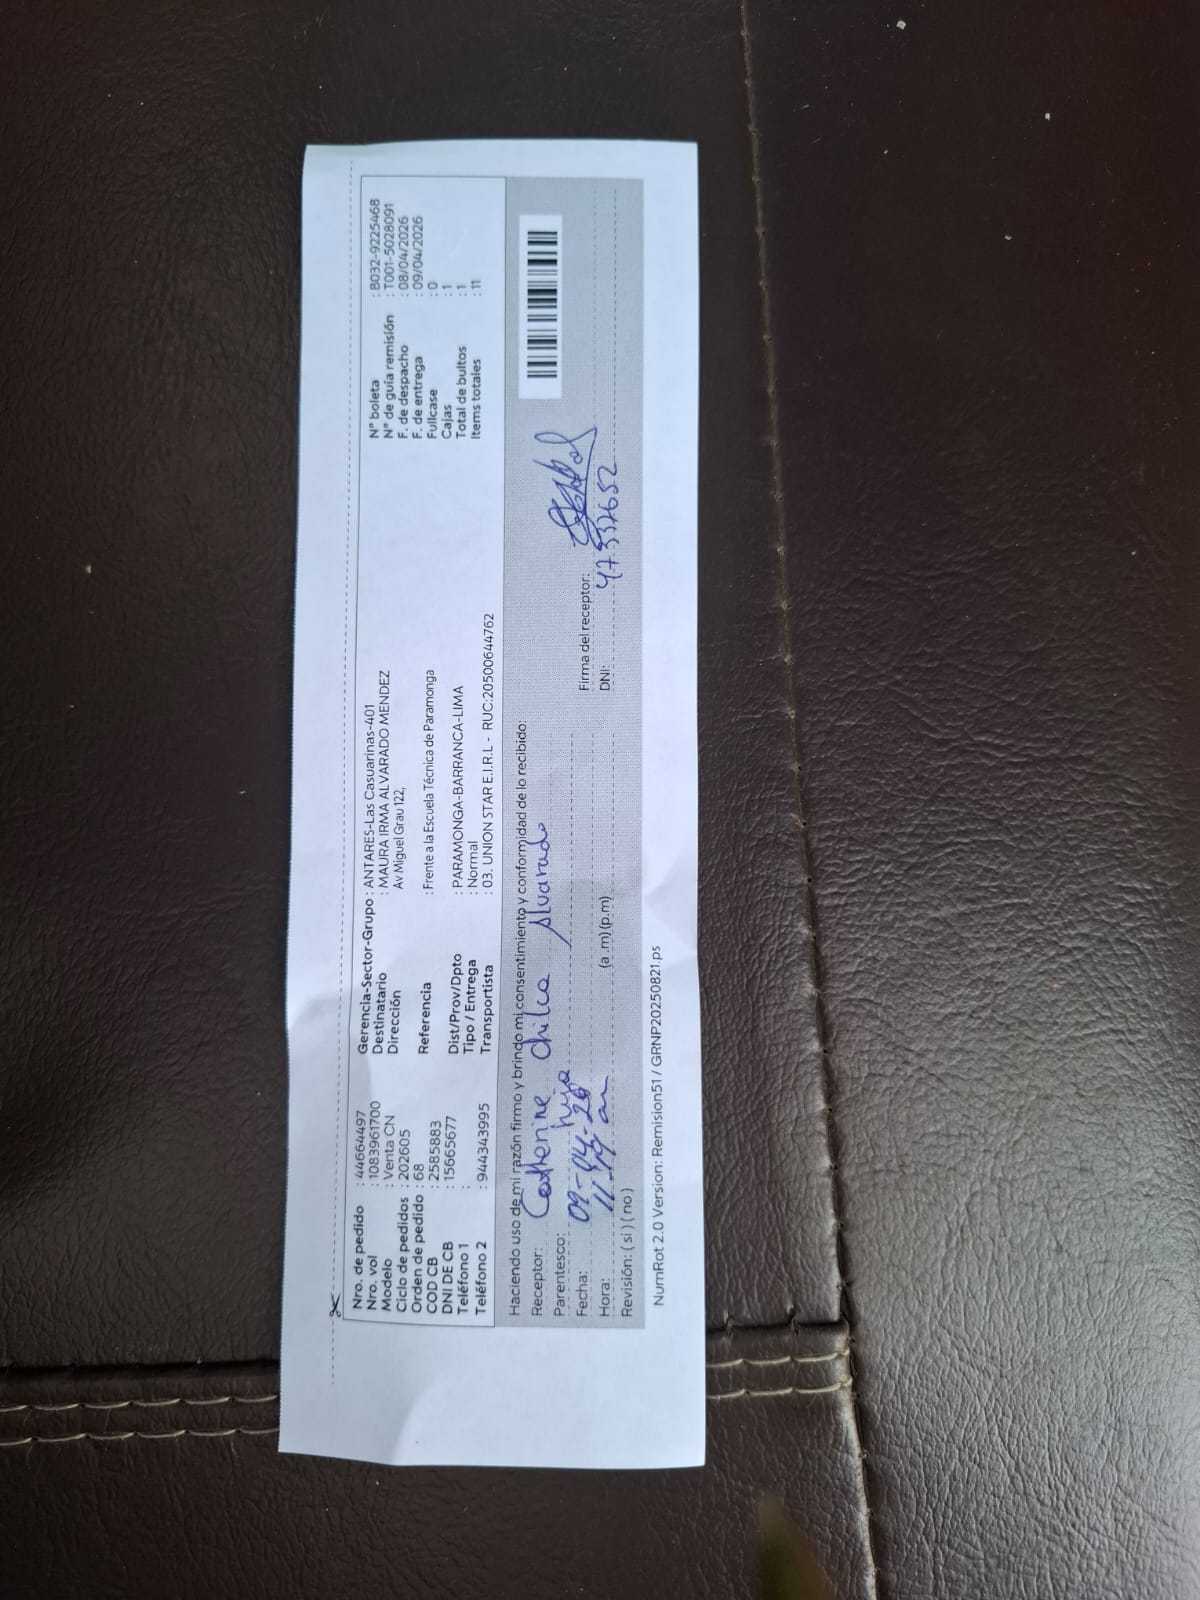 Nro. de pedido : 44664497
Nro. vol : 1083961700
Modelo : Venta CN
Ciclo de pedidos : 202605
Orden de pedido : 68
COD CB : 2585883
DNI DE CB : 15665677
Teléfono 1 :
Teléfono 2 : 944343995
Gerencia-Sector-Grupo : ANTARES-Las Casuarinas-401
Destinatario : MAURA IRMA ALVARADO MENDEZ
Dirección Av Miguel Grau 122,
Referencia : Frente a la Escuela Técnica de Paramonga
Dist/Prov/Dpto : PARAMONGA-BARRANCA-LIMA
Tipo / Entrega : Normal
Transportista : 03. UNION STAR E.I.R.L - RUC:20500644762
N° boleta : B032-9225468
N° de guía remisión : T001-5028091
F. de despacho : 08/04/2026
F. de entrega : 09/04/2026
Fullcase : 0
Cajas : 1
Total de bultos : 1
Items totales : 11
Haciendo uso de mi razón firmo y brindo mi consentimiento y conformidad de lo recibido:
Receptor: Catherine Chilca Alvarado
Parentesco: hija
Fecha: 09-04-26
Hora: 11:19 am (a .m)(p.m)
Revisión: ( si ) ( no )
Firma del receptor:
DNI: 47337652
NumRot 2.0 Version: Remision51 / GRNP20250821.ps